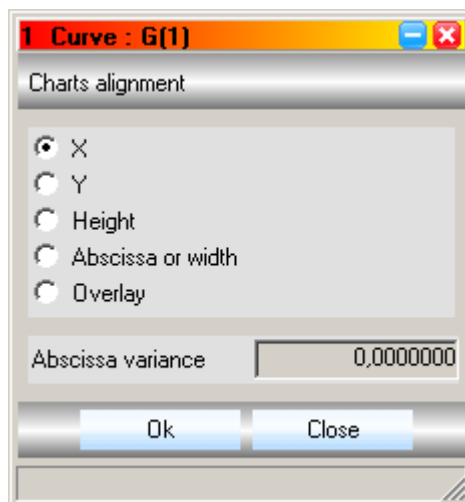 1 Curve : G(1)
Charts alignment
X
Y
Height
Abscissa or width
Overlay
Abscissa variance 0,0000000
Ok Close